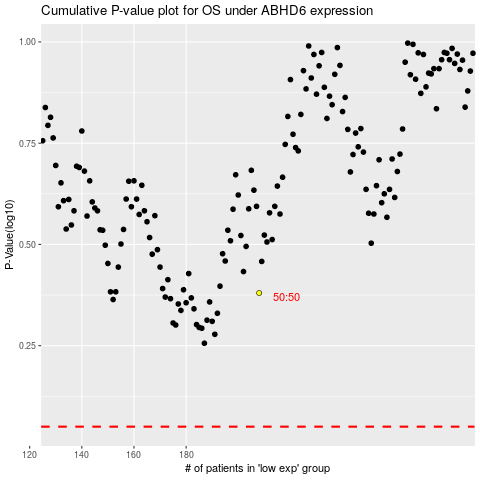 Cumulative P-value plot for OS under ABHD6 expression
P-Value(log10)
1.00
0.75
0.50
0.25
50:50
120 140 160 180
# of patients in 'low exp' group